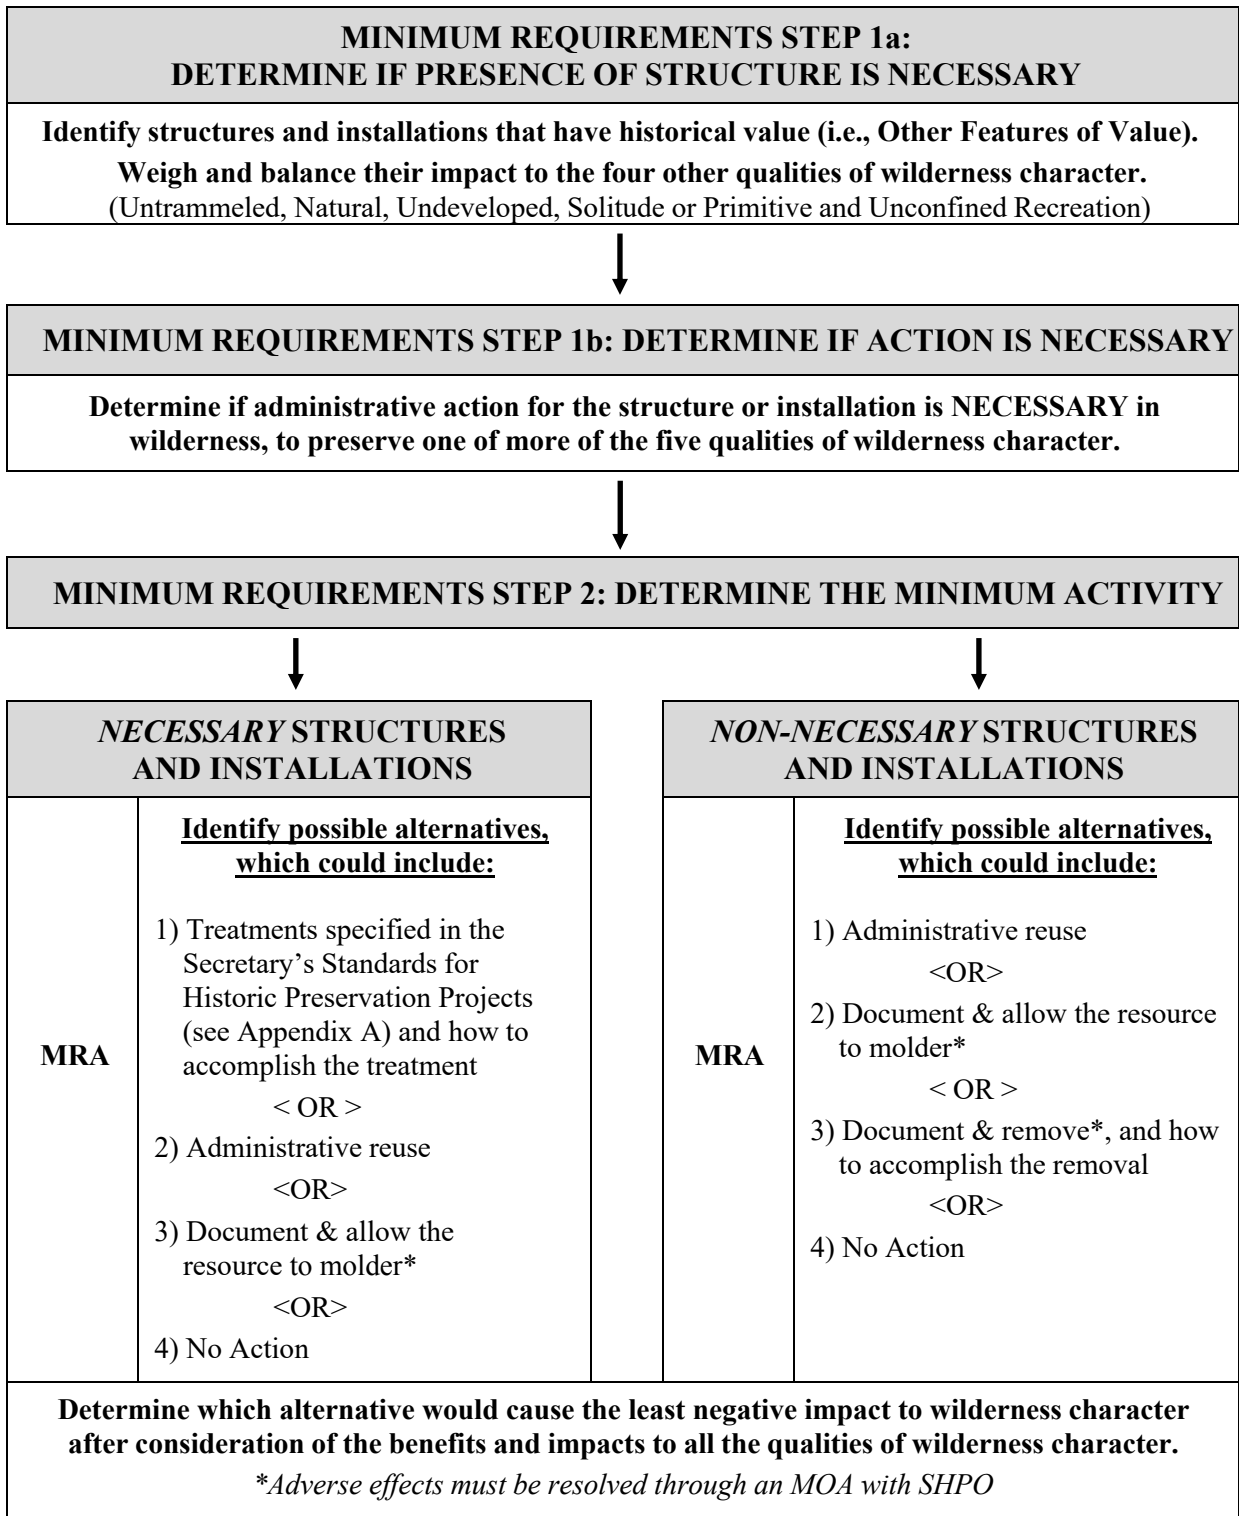 MINIMUM REQUIREMENTS STEP 1a:
DETERMINE IF PRESENCE OF STRUCTURE IS NECESSARY
Identify structures and installations that have historical value (i.e., Other Features of Value).
Weigh and balance their impact to the four other qualities of wilderness character.
(Untrammeled, Natural, Undeveloped, Solitude or Primitive and Unconfined Recreation)
MINIMUM REQUIREMENTS STEP 1b: DETERMINE IF ACTION IS NECESSARY
Determine if administrative action for the structure or installation is NECESSARY in
wilderness, to preserve one of more of the five qualities of wilderness character.
MINIMUM REQUIREMENTS STEP 2: DETERMINE THE MINIMUM ACTIVITY
NECESSARY STRUCTURES
AND INSTALLATIONS
MRA
Identify possible alternatives,
which could include:
1) Treatments specified in the
Secretary’s Standards for
Historic Preservation Projects
(see Appendix A) and how to
accomplish the treatment
< OR >
2) Administrative reuse
<OR>
3) Document & allow the
resource to molder*
<OR>
4) No Action
NON-NECESSARY STRUCTURES
AND INSTALLATIONS
MRA
Identify possible alternatives,
which could include:
1) Administrative reuse
<OR>
2) Document & allow the resource
to molder*
< OR >
3) Document & remove*, and how
to accomplish the removal
<OR>
4) No Action
Determine which alternative would cause the least negative impact to wilderness character
after consideration of the benefits and impacts to all the qualities of wilderness character.
*Adverse effects must be resolved through an MOA with SHPO